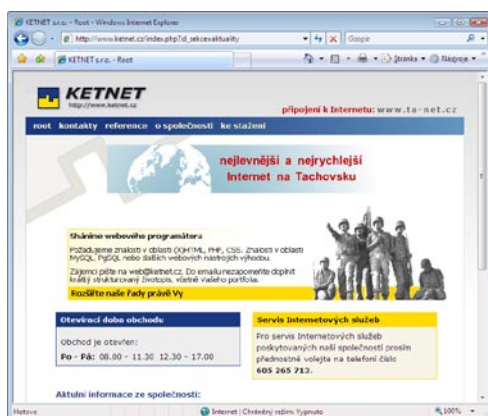 KETNET s.r.o. - Root - Windows Internet Explorer
http://www.ketnet.cz/index.php?id_sekce=aktuality
Google
KETNET s.r.o. - Root
Stránka
Nástroje
KETNET
http://www.ketnet.cz
připojení k Internetu: www.ta-net.cz
root kontakty reference o společnosti ke stažení
nejlevnější a nejrychlejší
Internet na Tachovsku
Sháníme webového programátora
Požadujeme znalosti v oblasti (X)HTML, PHP, CSS. Znalosti v oblasti
MySQL, PgSQL nebo dalších webových nástrojích výhodou.
Zájemci pište na web@ketnet.cz. Do emailu nezapomeňte doplnit
krátký strukturovaný životopis, včetně Vašeho portfolia.
Rozšiřte naše řady právě Vy
Otevírací doba obchodu
Obchod je otevřen:
Po - Pá: 08.00 - 11.30 12.30 - 17.00
Servis Internetových služeb
Pro servis Internetových služeb
poskytovaných naší společností prosím
přednostně volejte na telefoní číslo
605 265 713.
Aktulní informace ze společnosti:
Hotovo
Internet | Chráněný režim: Vypnuto
100%